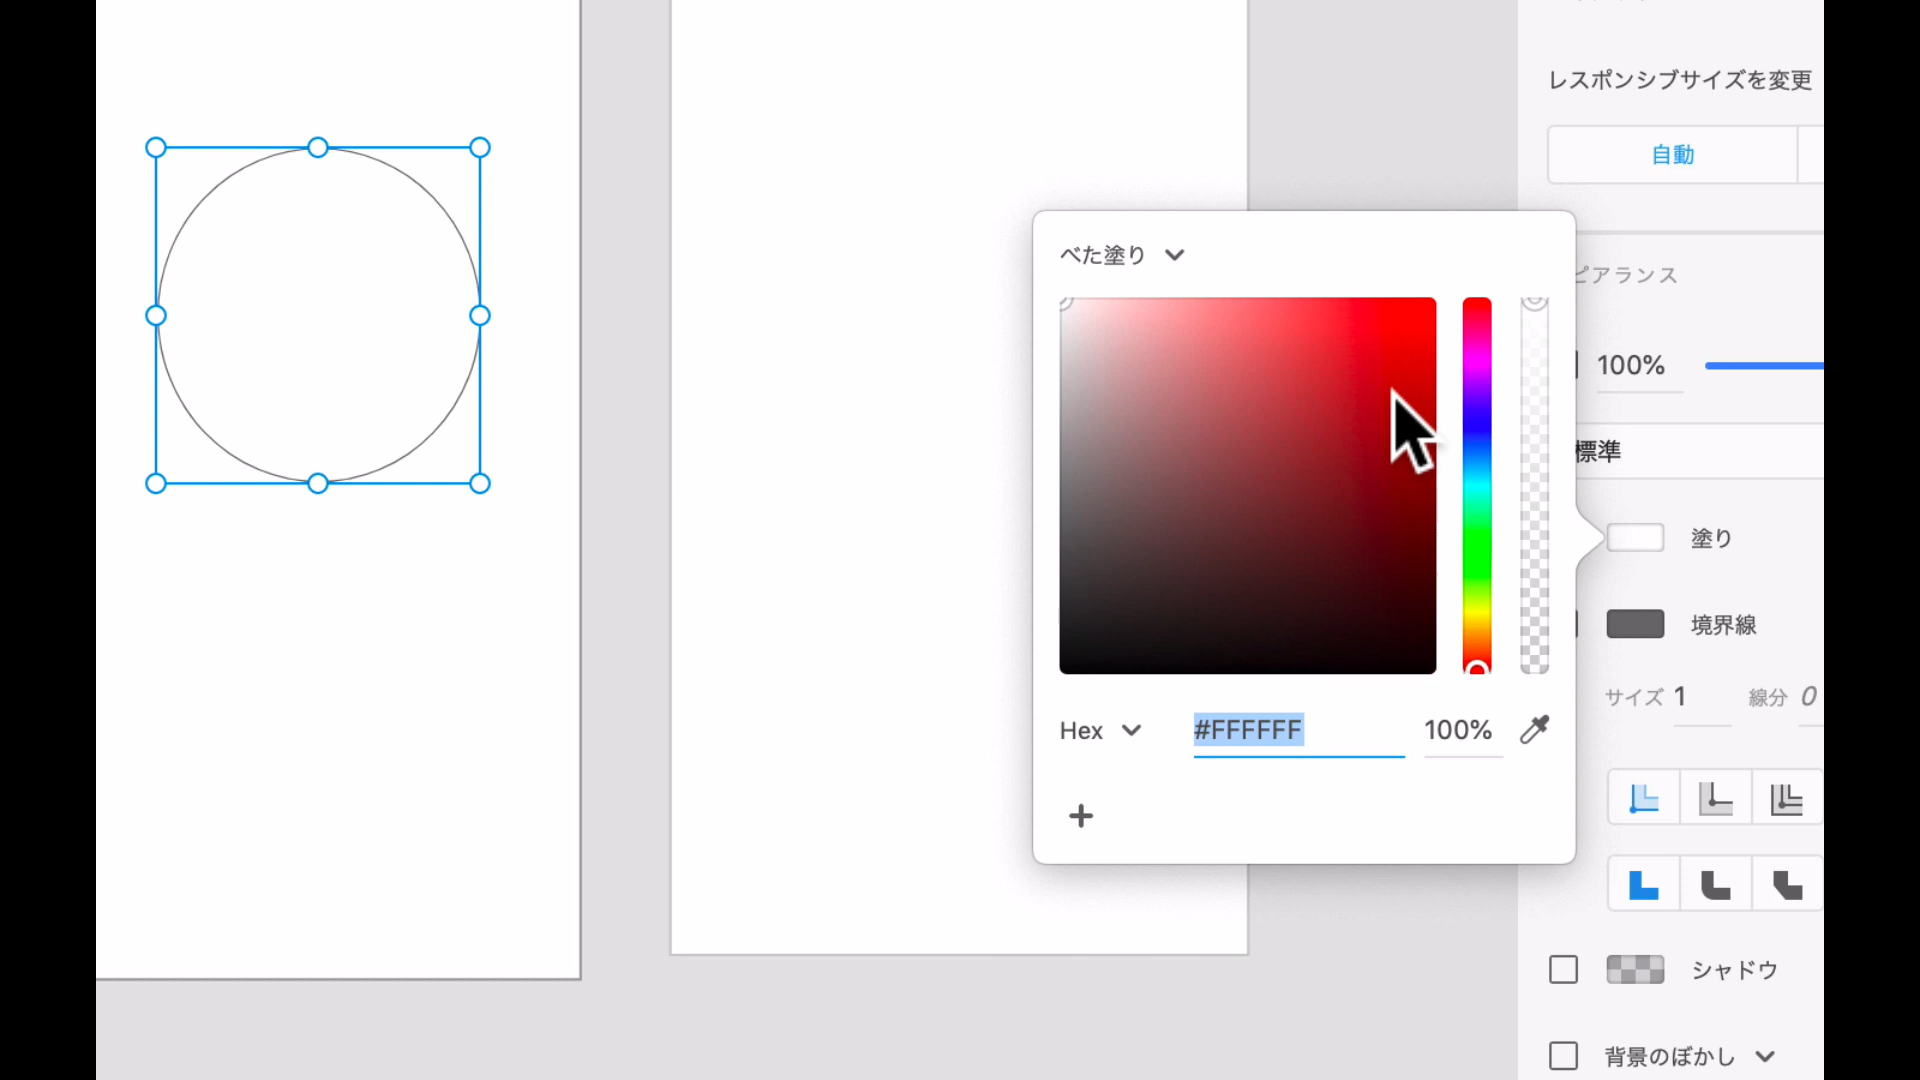 レスポンシブサイズを変更
自動
べた塗り
ピアランス
100%
標準
塗り
境界線
サイズ 1 線分 0
Hex #FFFFFF 100%
+
シャドウ
背景のぼかし